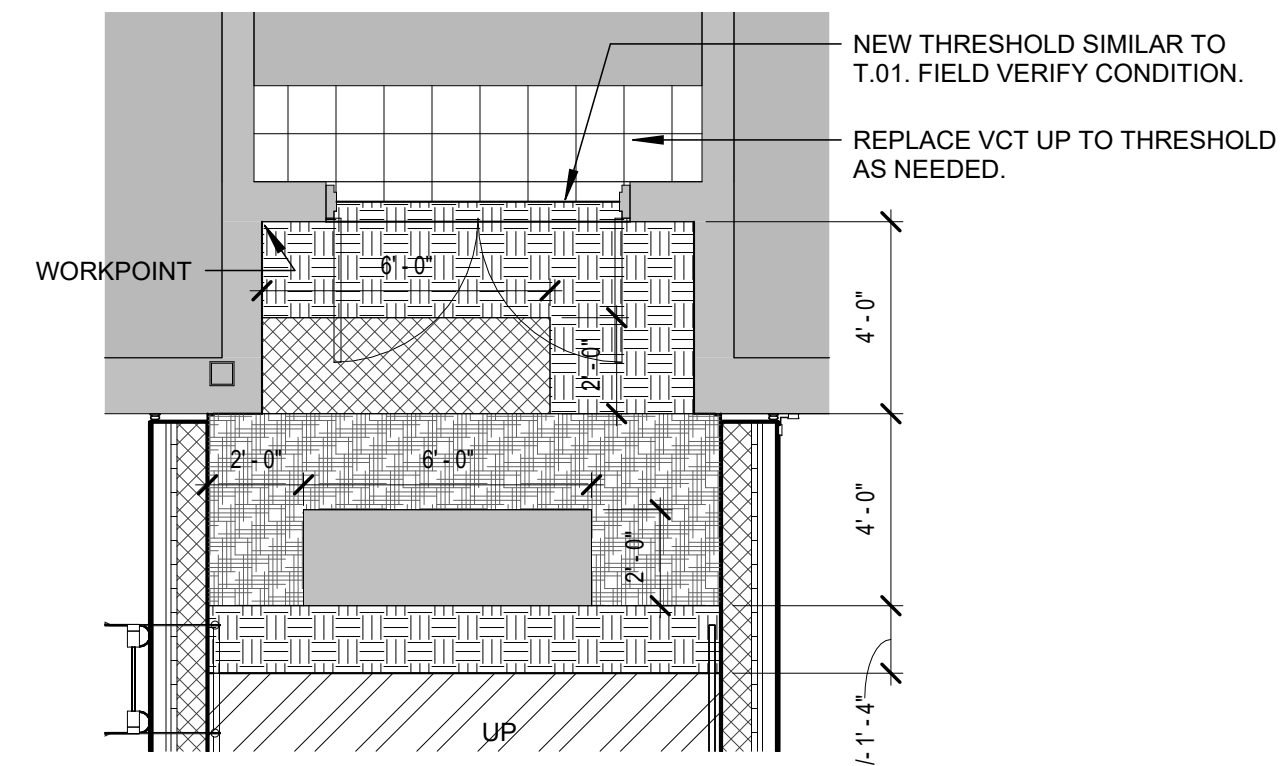 NEW THRESHOLD SIMILAR TO
T.01. FIELD VERIFY CONDITION.
REPLACE VCT UP TO THRESHOLD
AS NEEDED.
WORKPOINT
6' - 0"
4' - 0"
2' - 0"
2' - 0"
6' - 0"
4' - 0"
2' - 0"
/- 1' - 4"
UP